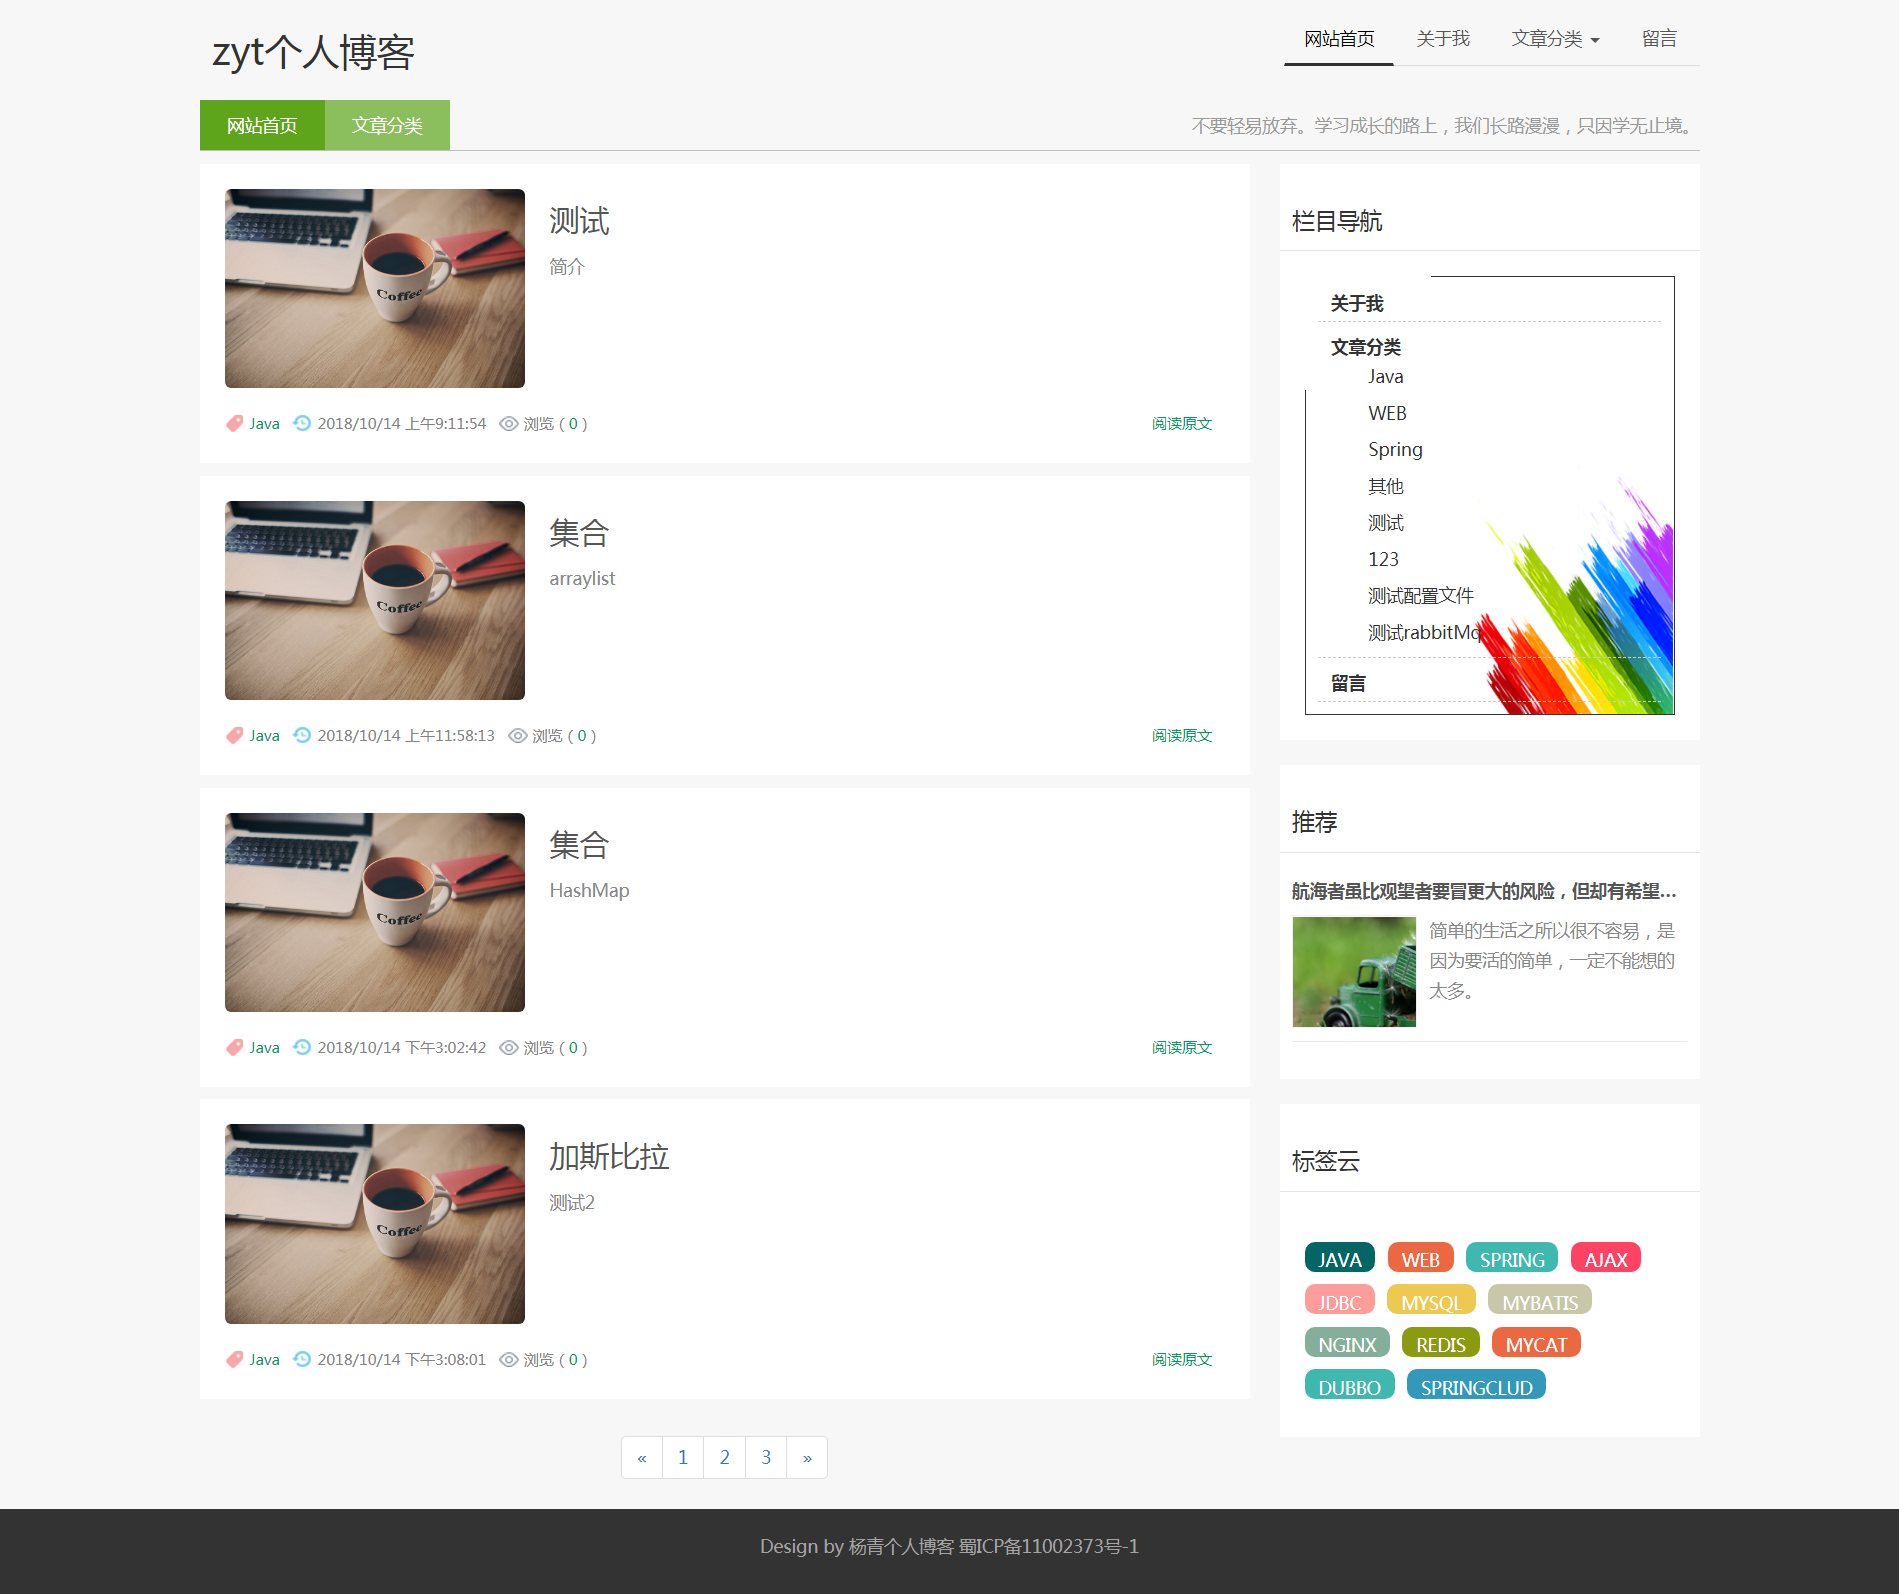 zyt个人博客
网站首页 关于我 文章分类 留言
网站首页 文章分类
不要轻易放弃。学习成长的路上，我们长路漫漫，只因学无止境。
测试
简介
Coffee
Java 2018/10/14 上午9:11:54 浏览 ( 0 ) 阅读原文
集合
arraylist
Coffee
Java 2018/10/14 上午11:58:13 浏览 ( 0 ) 阅读原文
集合
HashMap
Coffee
Java 2018/10/14 下午3:02:42 浏览 ( 0 ) 阅读原文
加斯比拉
测试2
Coffee
Java 2018/10/14 下午3:08:01 浏览 ( 0 ) 阅读原文
« 1 2 3 »
栏目导航
关于我
文章分类
Java
WEB
Spring
其他
测试
123
测试配置文件
测试rabbitMq
留言
推荐
航海者虽比观望者要冒更大的风险，但却有希望...
简单的生活之所以很不容易，是
因为要活的简单，一定不能想的
太多。
标签云
JAVA WEB SPRING AJAX
JDBC MYSQL MYBATIS
NGINX REDIS MYCAT
DUBBO SPRINGCLUD
Design by 杨青个人博客 蜀ICP备11002373号-1